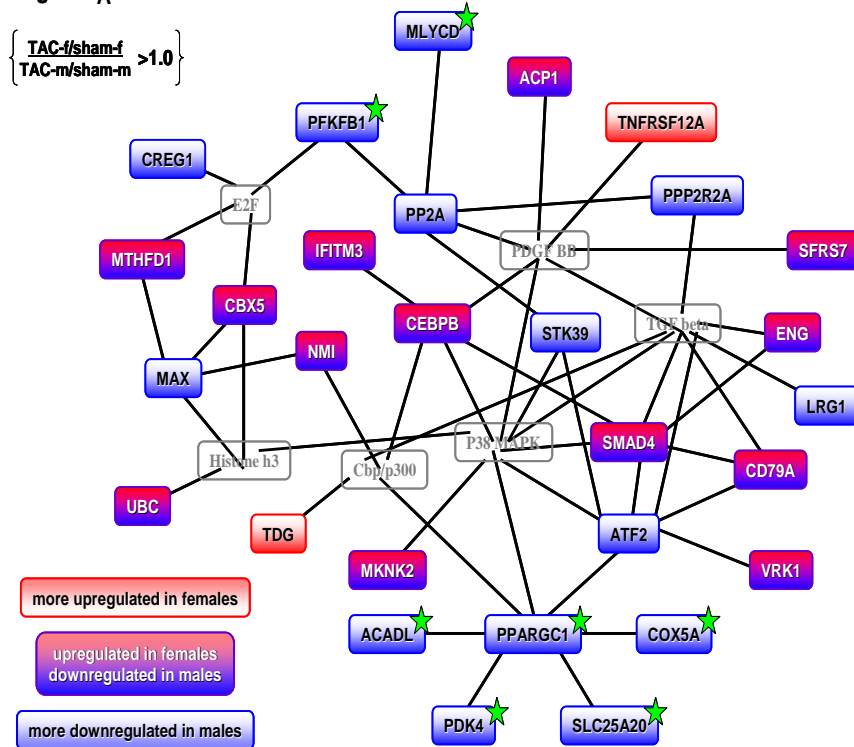 MLYCD
TAC-f/sham-f
TAC-m/sham-m >1.0
ACP1
PFKFB1
TNFRSF12A
CREG1
E2F
PP2A
PPP2R2A
MTHFD1
IFITM3
PDGF BB
SFRS7
CBX5
CEBPB
STK39
TGF beta
ENG
NMI
MAX
LRG1
Histone h3
Cbp/p300
P38 MAPK
SMAD4
CD79A
UBC
TDG
ATF2
MKNK2
VRK1
more upregulated in females
ACADL
PPARGC1
COX5A
upregulated in females
downregulated in males
PDK4
SLC25A20
more downregulated in males